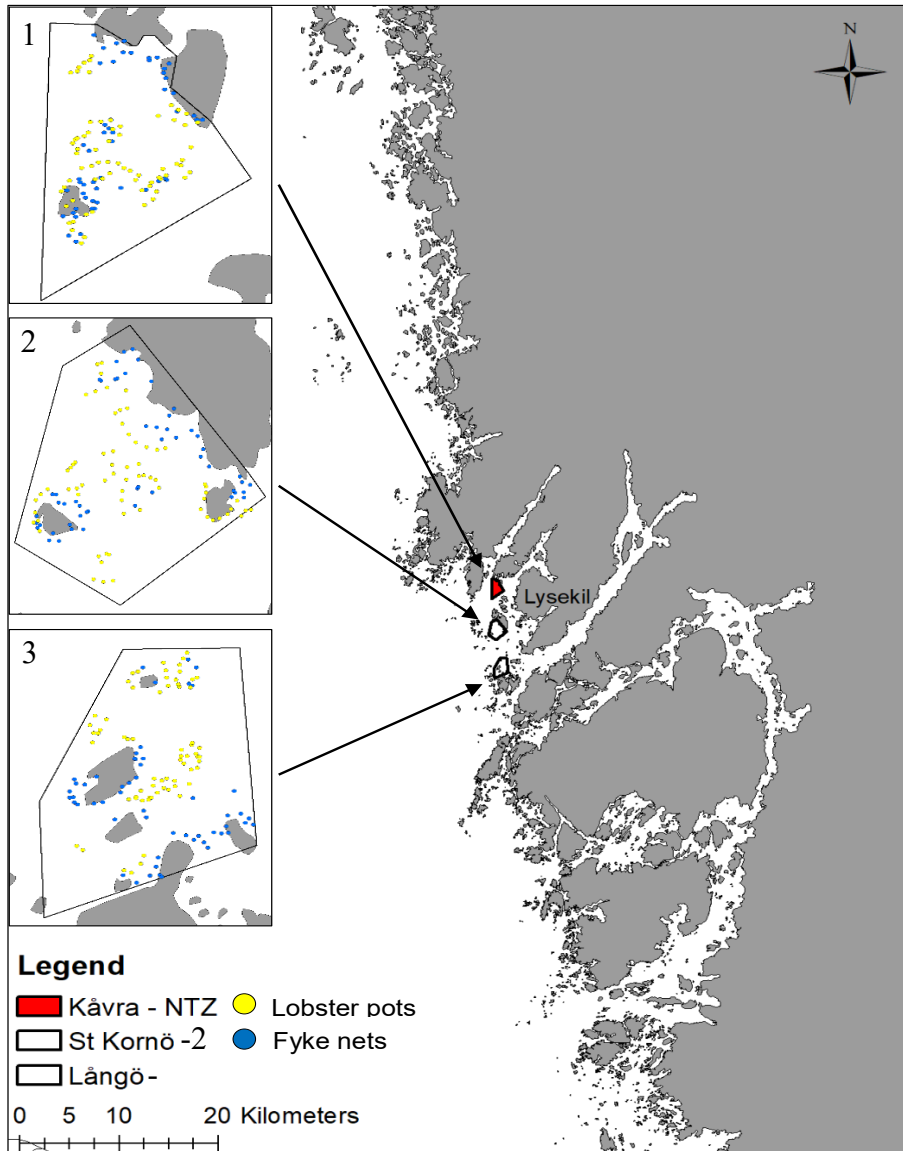 1
N
2
Lysekil
3
Legend
Kåvra - NTZ
Lobster pots
St Kornö -2
Fyke nets
Långö -
0 5 10 20 Kilometers